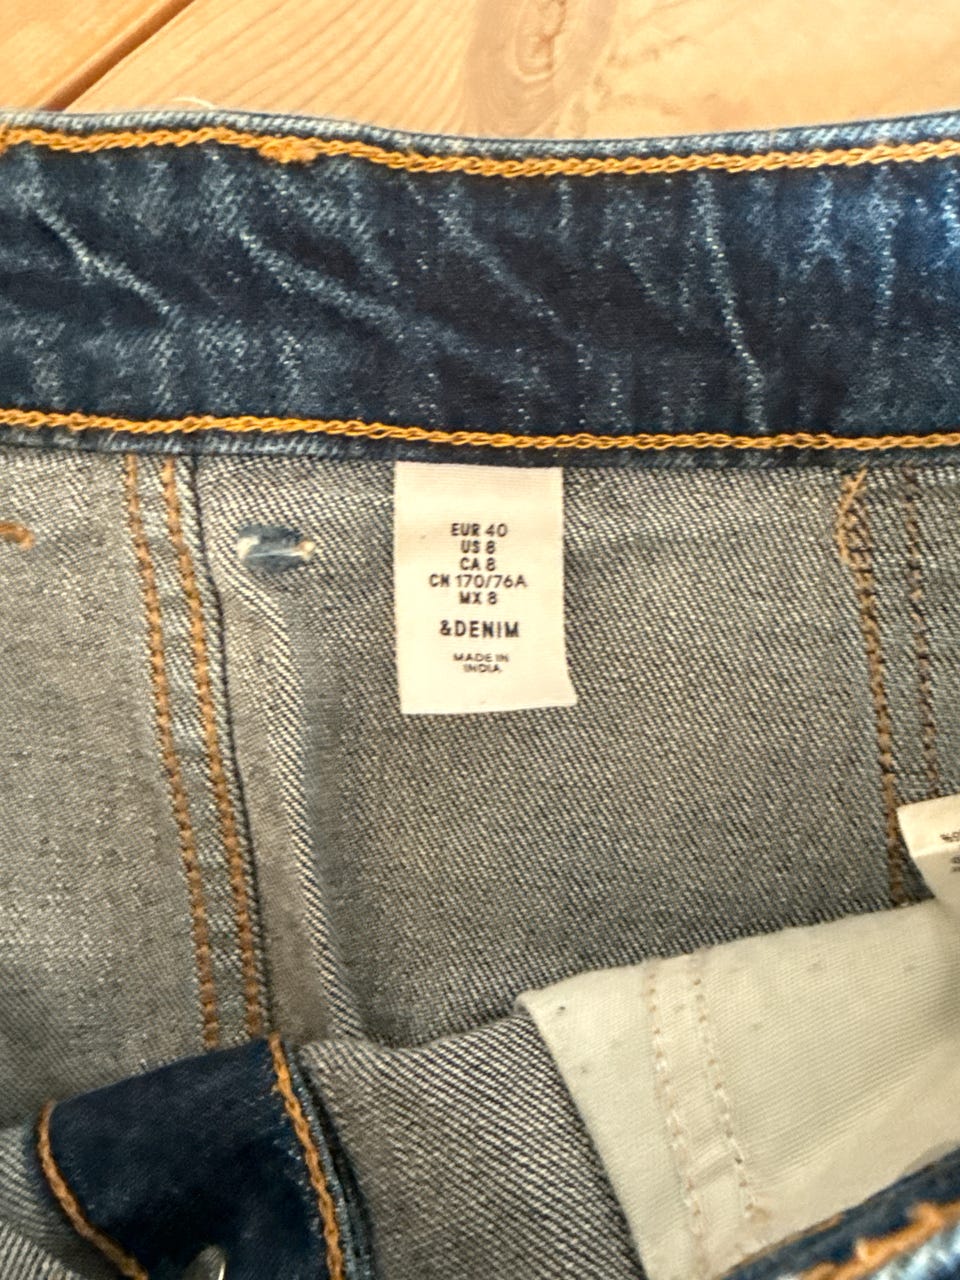 EUR 40
US 8
CA 8
CN 170/76A
MX 8
&DENIM
MADE IN
INDIA